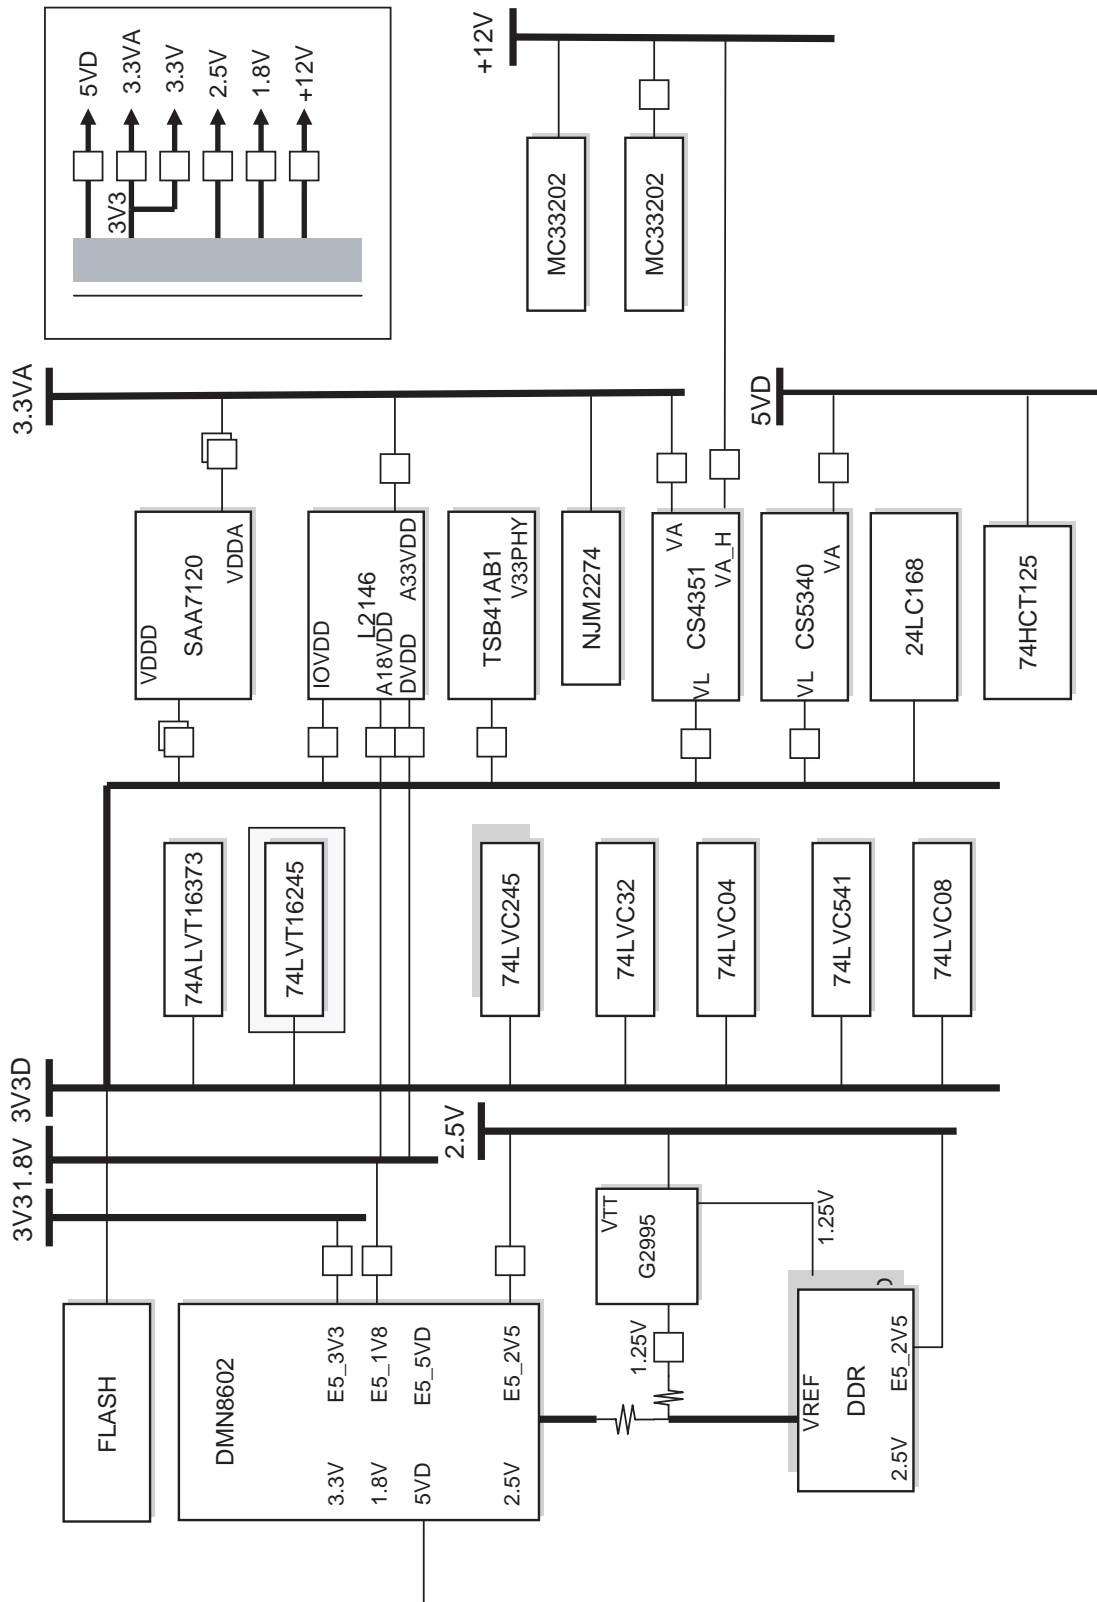 5VD
3.3VA
3.3V
2.5V
1.8V
+12V
3V3
+12V
MC33202
MC33202
3.3VA
5VD
VDDD
SAA7120
VDDA
IOVDD
L2146
A18VDD
DVDD
A33VDD
TSB41AB1
V33PHY
NJM2274
VA
CS4351
VA_H
VL
CS5340
VA
VL
24LC168
74HCT125
74ALVT16373
74LVT16245
74LVC245
74LVC32
74LVC04
74LVC541
74LVC08
3V3D
1.8V
3V3
2.5V
VTT
G2995
1.25V
1.25V
FLASH
DMN8602
E5_3V3
E5_1V8
E5_5VD
E5_2V5
3.3V
1.8V
5VD
2.5V
VREF
DDR
E5_2V5
2.5V